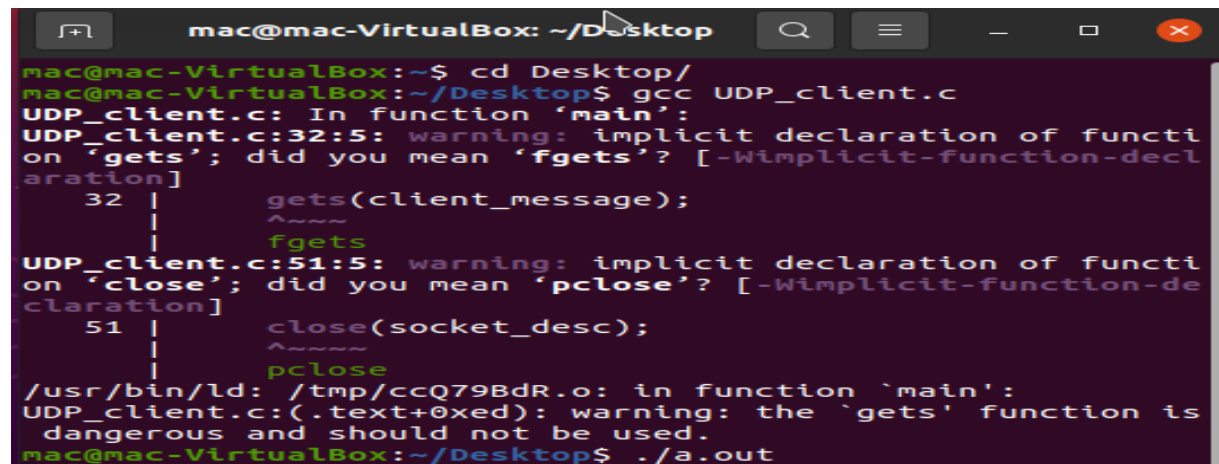 mac@mac-VirtualBox: ~/Desktop
mac@mac-VirtualBox:~$ cd Desktop/
mac@mac-VirtualBox:~/Desktop$ gcc UDP_client.c
UDP_client.c: In function ‘main’:
UDP_client.c:32:5: warning: implicit declaration of functi
on ‘gets’; did you mean ‘fgets’? [-Wimplicit-function-decl
aration]
   32 |     gets(client_message);
      |     ^~~~
      |     fgets
UDP_client.c:51:5: warning: implicit declaration of functi
on ‘close’; did you mean ‘pclose’? [-Wimplicit-function-de
claration]
   51 |     close(socket_desc);
      |     ^~~~~
      |     pclose
/usr/bin/ld: /tmp/ccQ79BdR.o: in function `main':
UDP_client.c:(.text+0xed): warning: the `gets' function is
 dangerous and should not be used.
mac@mac-VirtualBox:~/Desktop$ ./a.out